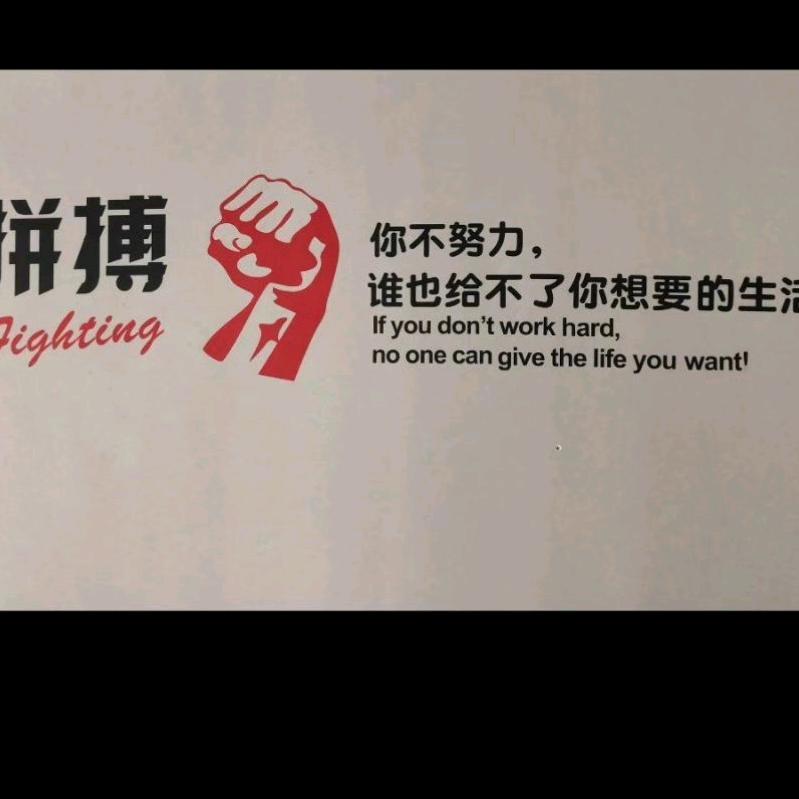 拼搏
Fighting
你不努力，
谁也给不了你想要的生活
If you don't work hard,
no one can give the life you want!